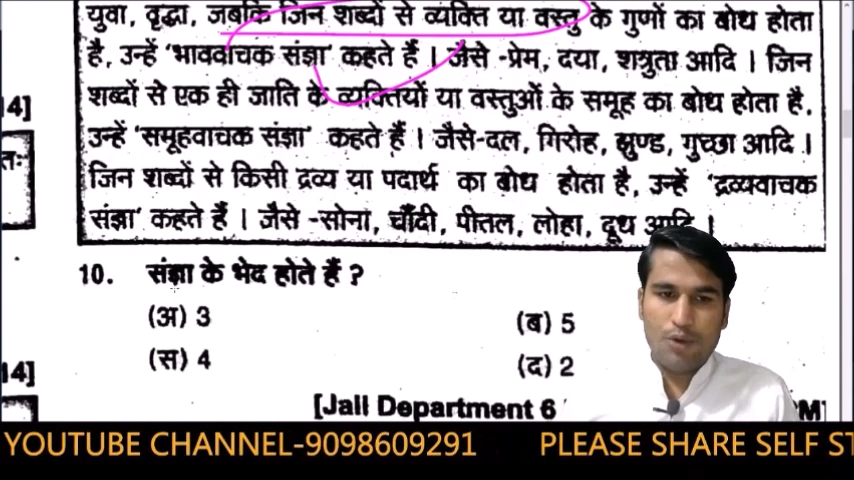 युवा, वृद्धा, जबकि जिन शब्दों से व्यक्ति या वस्तु के गुणों का बोध होता
है, उन्हें 'भाववाचक संज्ञा' कहते हैं । जैसे -प्रेम, दया, शत्रुता आदि । जिन
शब्दों से एक ही जाति के व्यक्तियों या वस्तुओं के समूह का बोध होता है,
उन्हें 'समूहवाचक संज्ञा' कहते हैं । जैसे-दल, गिरोह, झुण्ड, गुच्छा आदि ।
जिन शब्दों से किसी द्रव्य या पदार्थ का बोध होता है, उन्हें 'द्रव्यवाचक
संज्ञा' कहते हैं । जैसे -सोना, चाँदी, पीतल, लोहा, दूध आदि ।
14]
त:
10. संज्ञा के भेद होते हैं ?
(अ) 3 (ब) 5
(स) 4 (द) 2
14]
[Jail Department 6
YOUTUBE CHANNEL-9098609291 PLEASE SHARE SELF ST